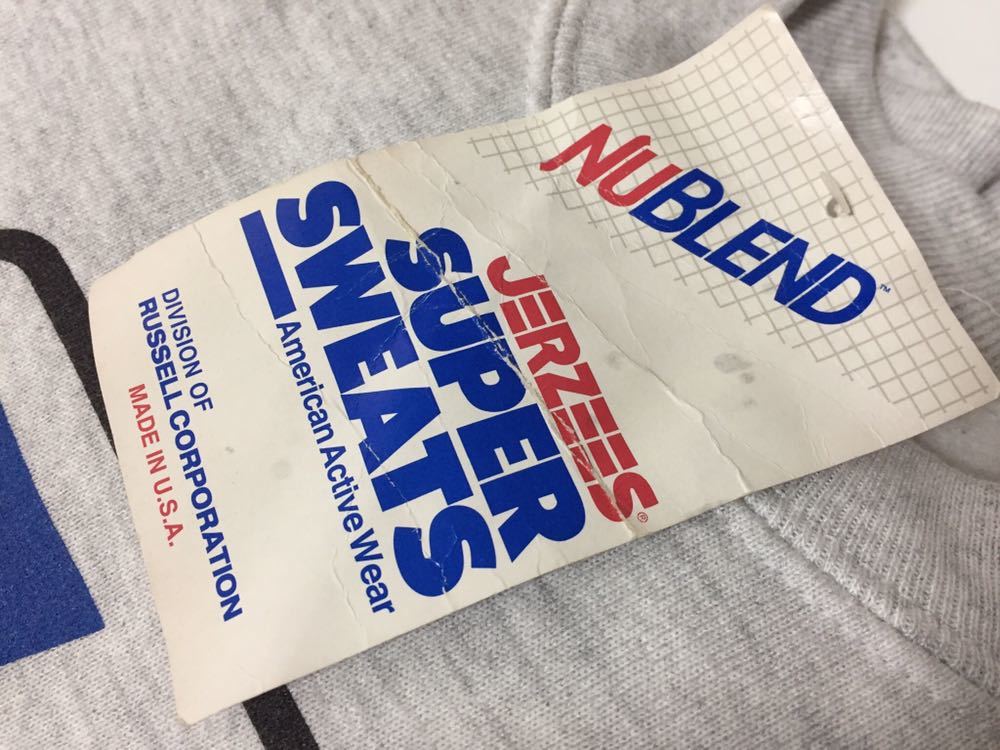 NUBLEND™
JERZEES®
SUPER
SWEATS
American Active Wear
DIVISION OF
RUSSELL CORPORATION
MADE IN U.S.A.